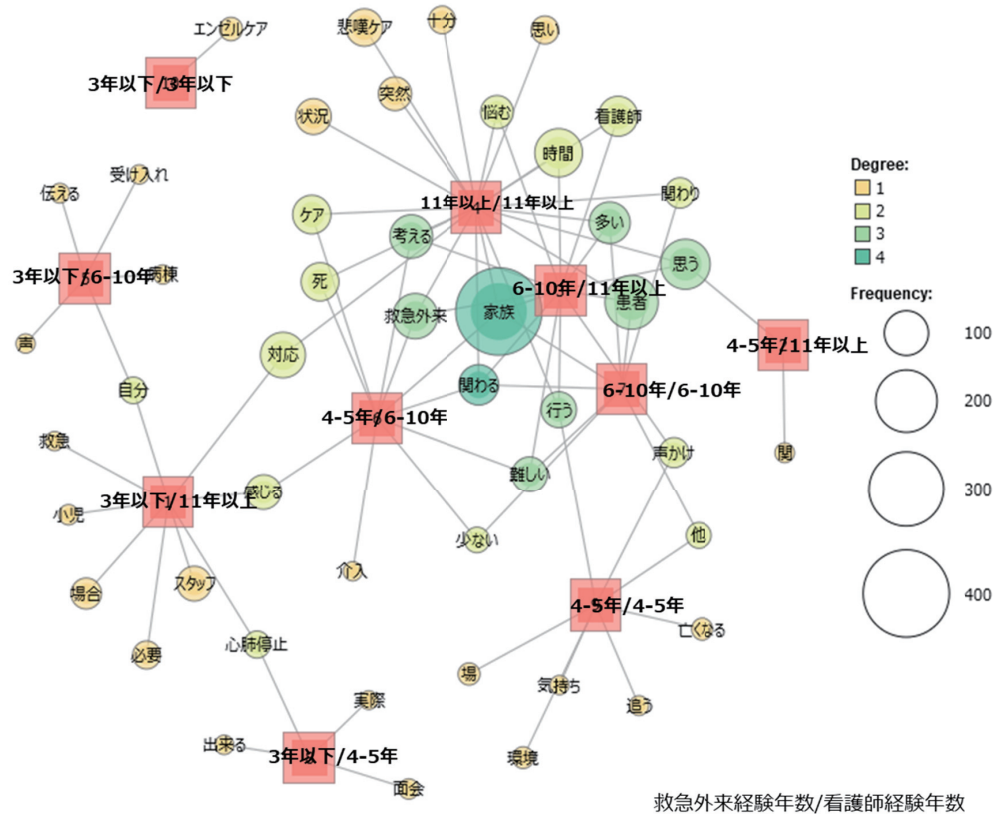 エンゼルケア
3年以下/3年以下
悲嘆ケア
十分
思い
突然
状況
悩む
看護師
時間
受け入れ
伝える
3年以下/6-10年
病棟
声
自分
ケア
11年以上/11年以上
関わり
考える
多い
死
思う
6-10年/11年以上
患者
救急外来
家族
対応
4-5年/11年以上
関わる
6-10年/6-10年
行う
4-5年/6-10年
関
声かけ
難しい
救急
3年以下/11年以上
感じる
小児
少ない
他
介入
スタッフ
場合
4-5年/4-5年
亡くなる
必要
心肺停止
場
気持ち
追う
実際
出来る
3年以下/4-5年
環境
面会
Degree:
1
2
3
4
Frequency:
100
200
300
400
救急外来経験年数/看護師経験年数